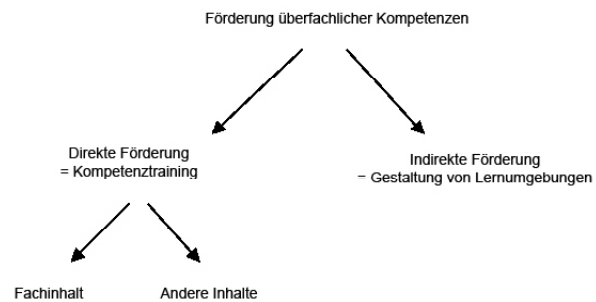 Förderung überfachlicher Kompetenzen
Direkte Förderung
= Kompetenztraining
Indirekte Förderung
– Gestaltung von Lernumgebungen
Fachinhalt
Andere Inhalte